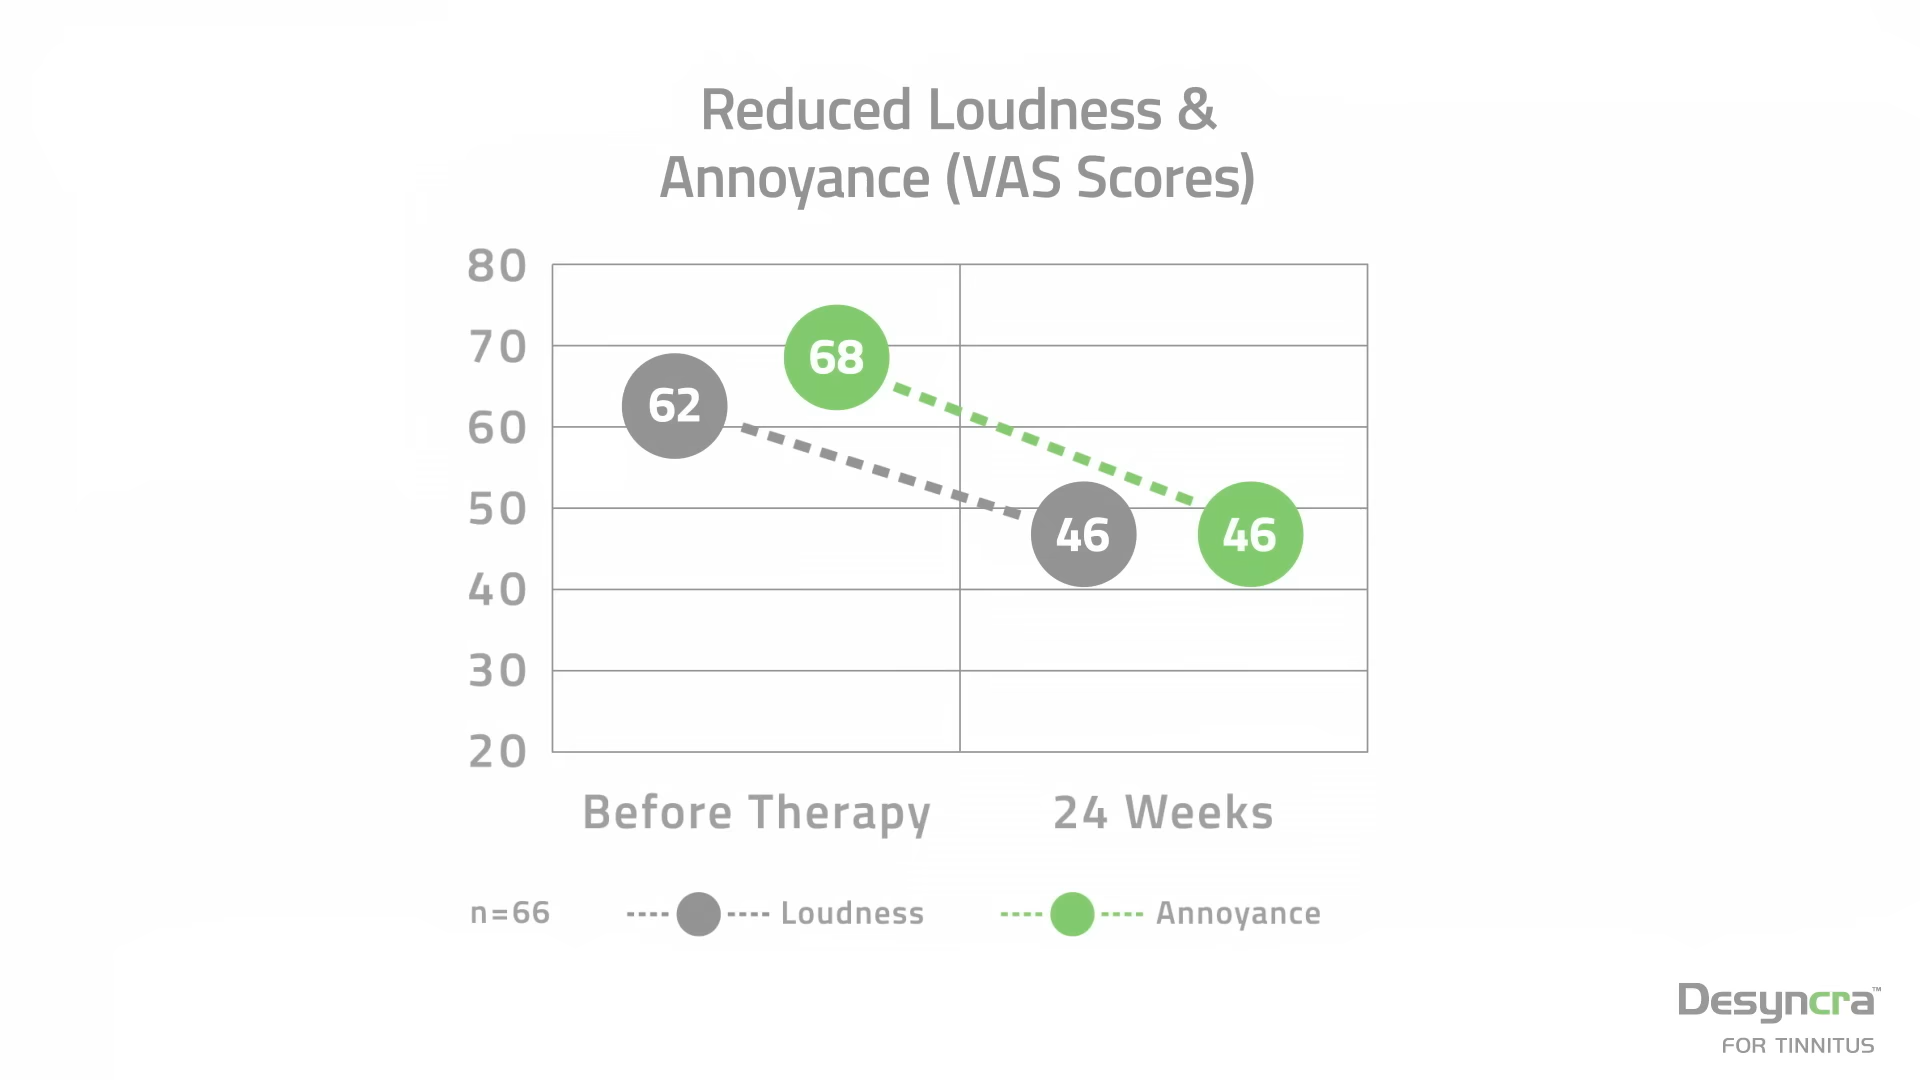 Reduced Loudness &
Annoyance (VAS Scores)
80
70
60
50
40
30
20
62
68
46
46
Before Therapy
24 Weeks
n=66
Loudness
Annoyance
Desyncra™
FOR TINNITUS